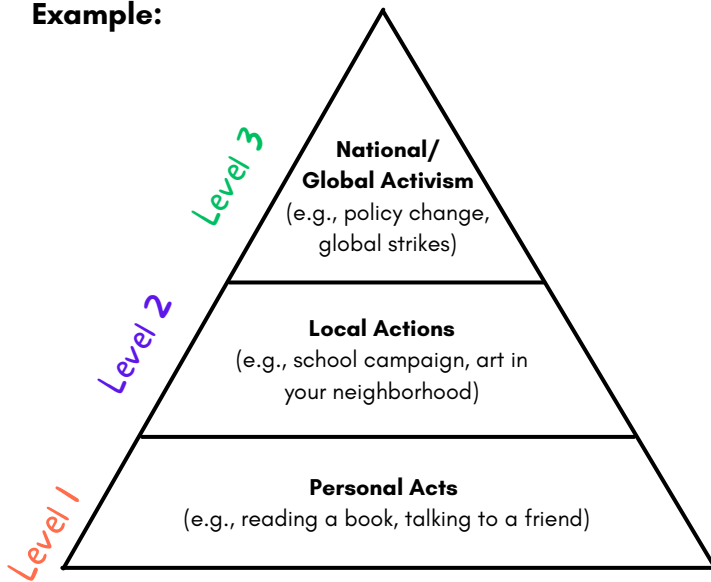 Example:
Level 3
National/
Global Activism
(e.g., policy change,
global strikes)
Level 2
Local Actions
(e.g., school campaign, art in
your neighborhood)
Level 1
Personal Acts
(e.g., reading a book, talking to a friend)